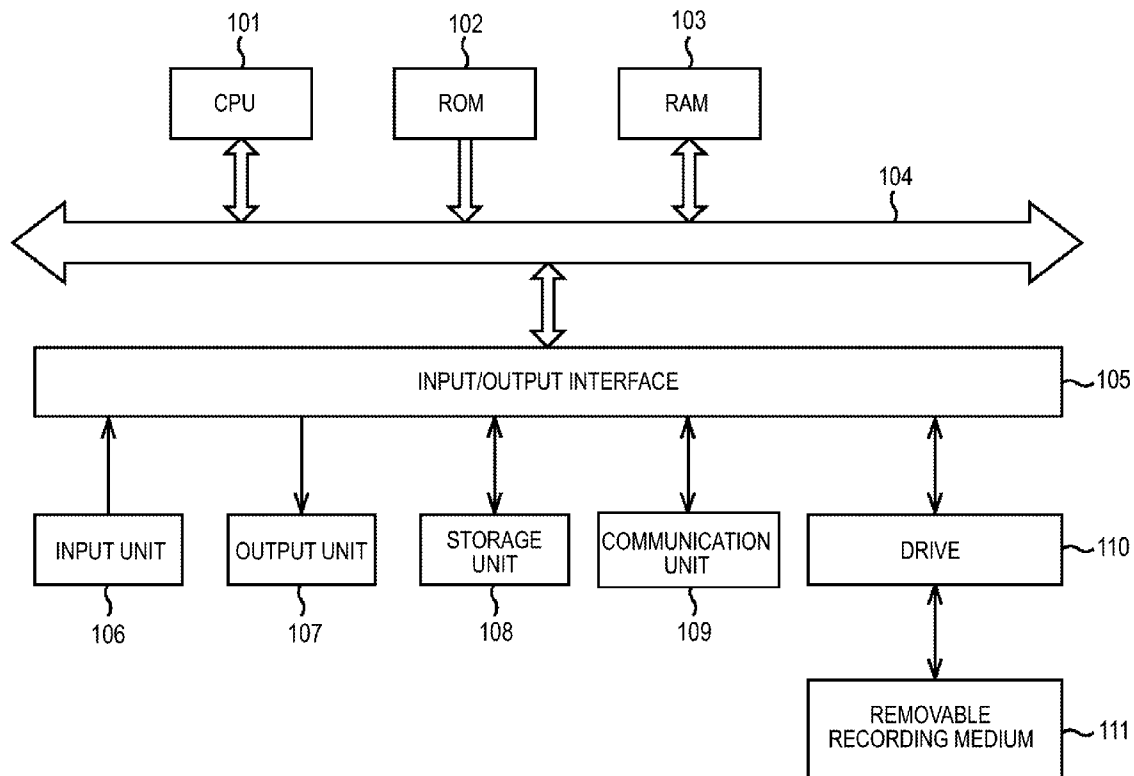 101
102
103
CPU
ROM
RAM
104
INPUT/OUTPUT INTERFACE
105
INPUT UNIT
OUTPUT UNIT
STORAGE
UNIT
COMMUNICATION
UNIT
DRIVE
110
106
107
108
109
REMOVABLE
RECORDING MEDIUM
111